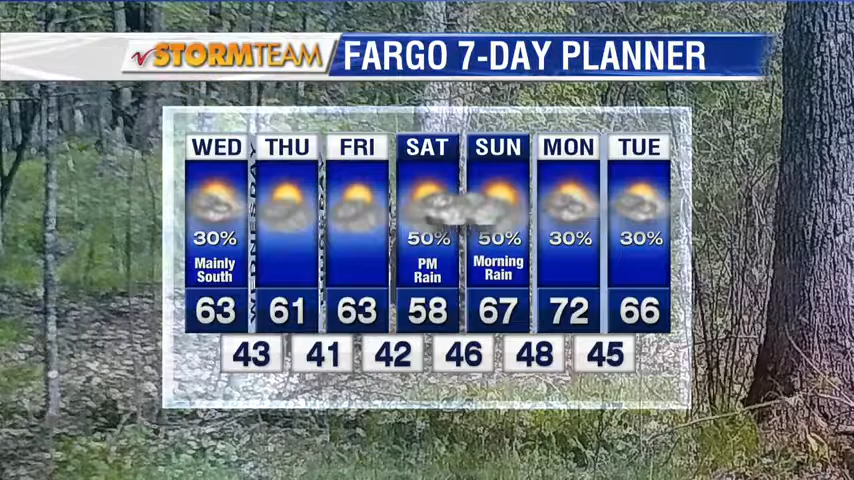 STORMTEAM
FARGO 7-DAY PLANNER
WED THU FRI SAT SUN MON TUE
30% 50% 50% 30% 30%
Mainly South
PM Rain
Morning Rain
63 61 63 58 67 72 66
43 41 42 46 48 45